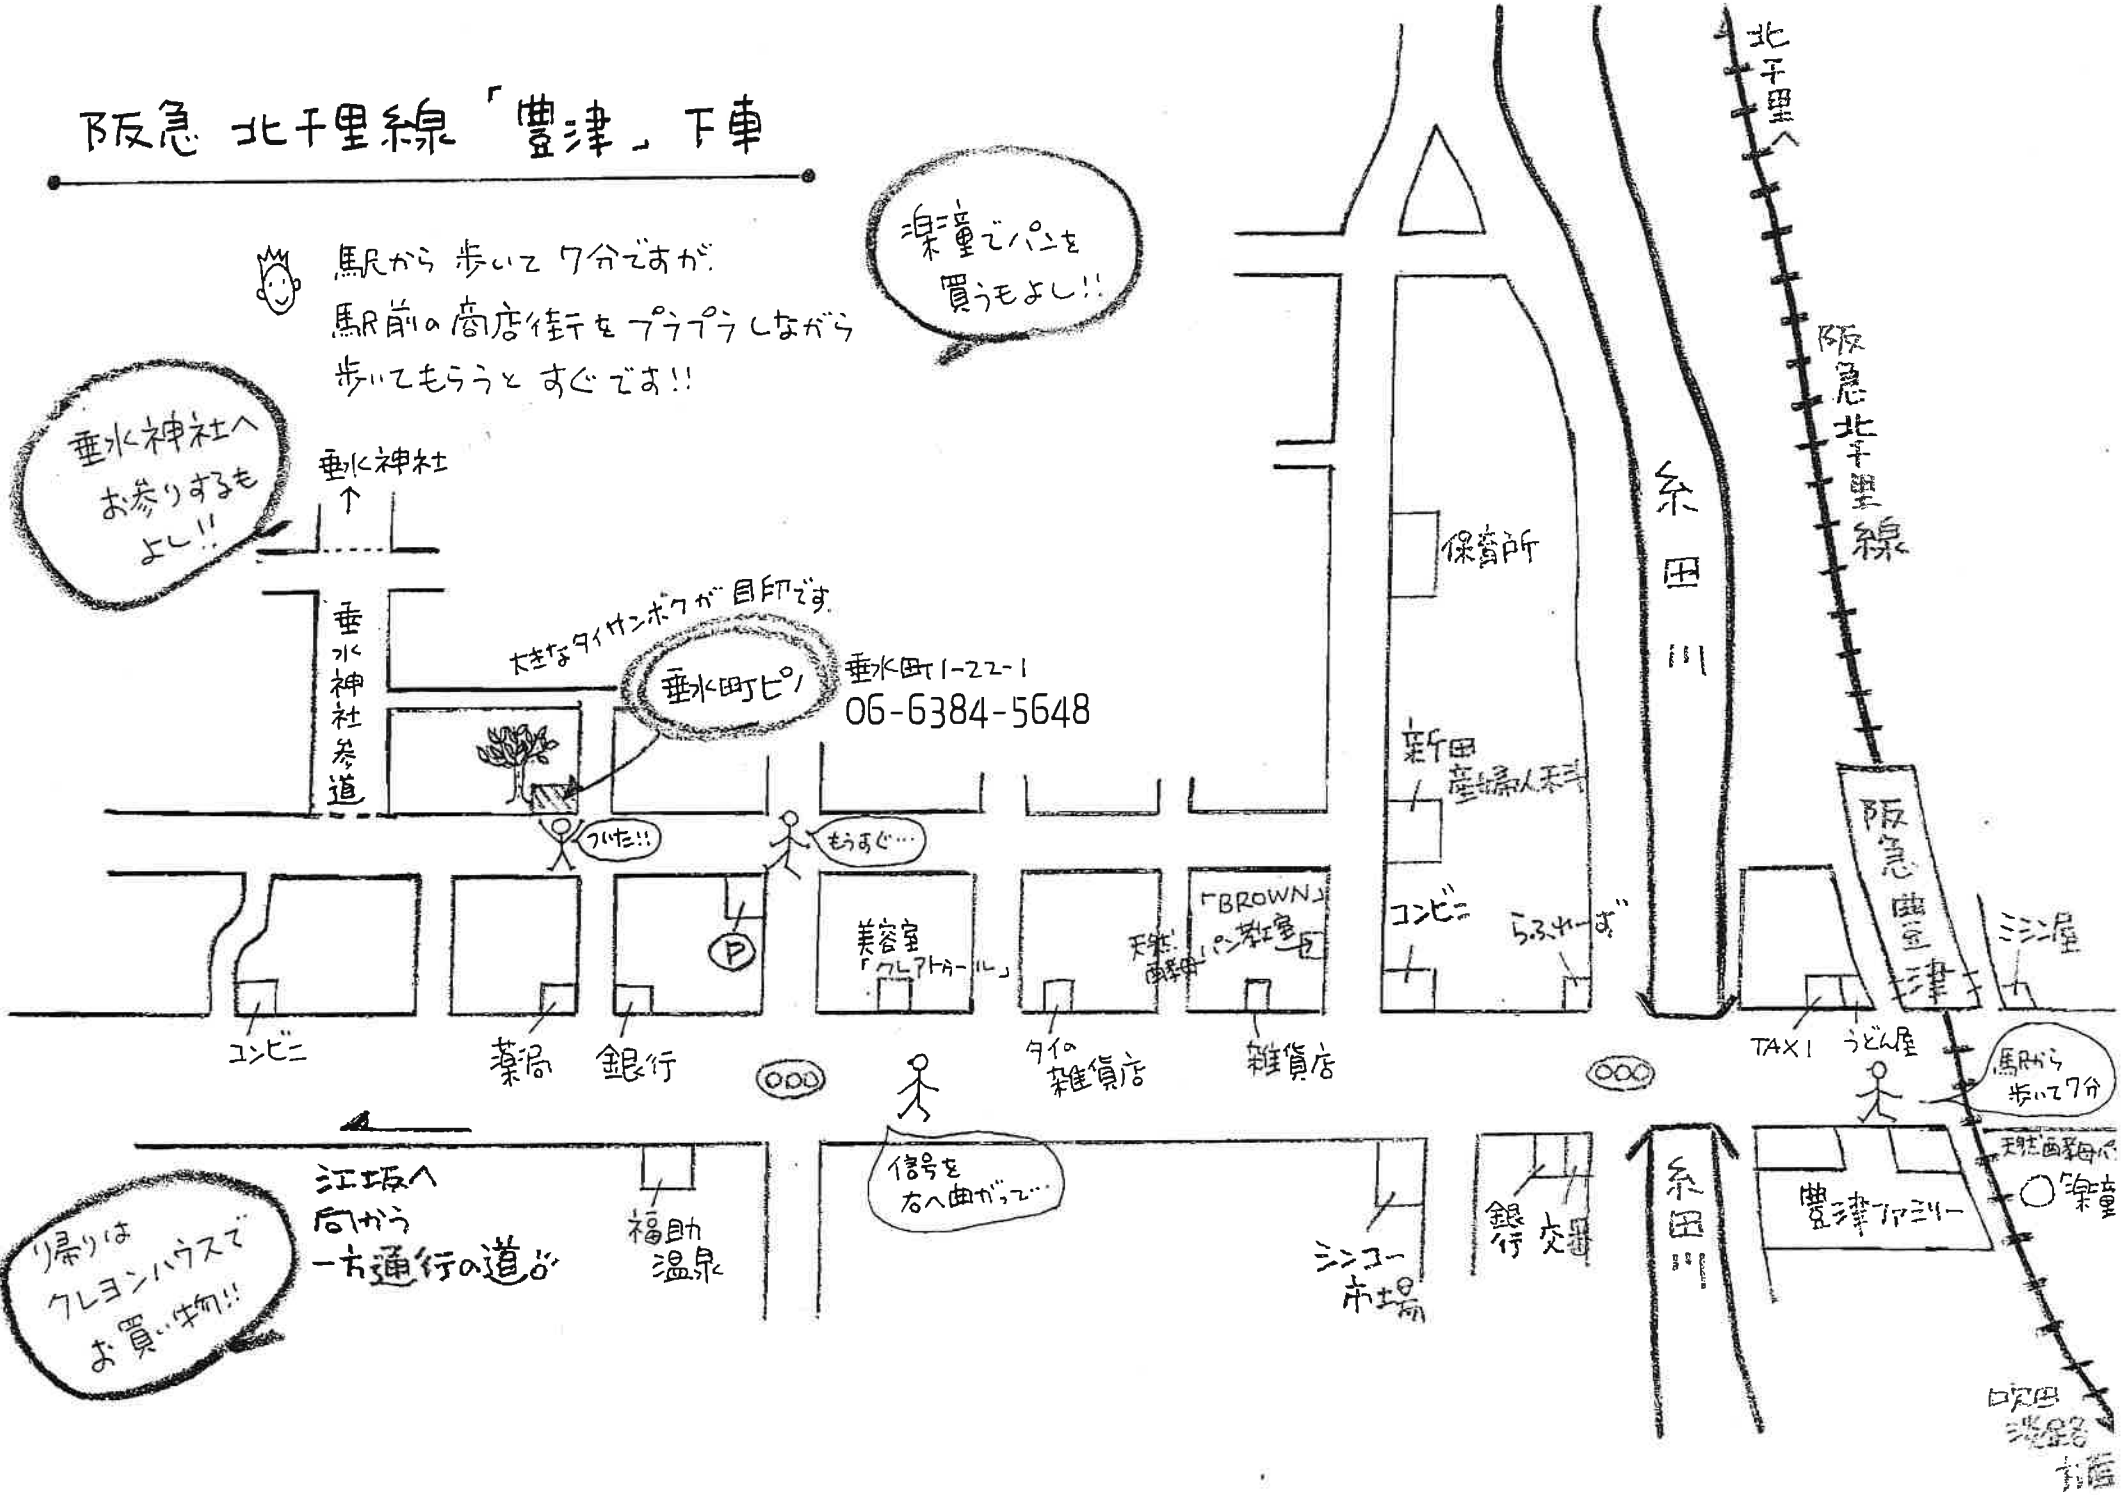 阪急 北千里線「豊津」下車
駅から 歩いて 7分ですが、
駅前の商店街をプラプラしながら
歩いてもらうと すぐです!!
楽童でパンを
買うもよし!!
垂水神社へ
お参りするも
よし!!
垂水神社
↑
垂水神社参道
大きなタイサンボクが目印です。
垂水町ピノ
垂水町1-22-1
06-6384-5648
ついた!!
もうすぐ…
北千里へ
阪急北千里線
糸田川
保育所
新田
産婦人科
コンビニ
らふれーず
阪急豊津
ミシン屋
「BROWN」
天然
酵母
パン教室
美容室
「クレアトゥール」
P
コンビニ
薬局
銀行
タイの
雑貨店
雑貨店
TAXI
うどん屋
駅から
歩いて7分
信号を
右へ曲がって…
江坂へ
向かう
一方通行の道
福助
温泉
シンコー
市場
銀行
交番
糸田川
豊津ファミリー
天然酵母パ
楽童
帰りは
クレヨンハウスで
お買い物!!
吹田
淡路